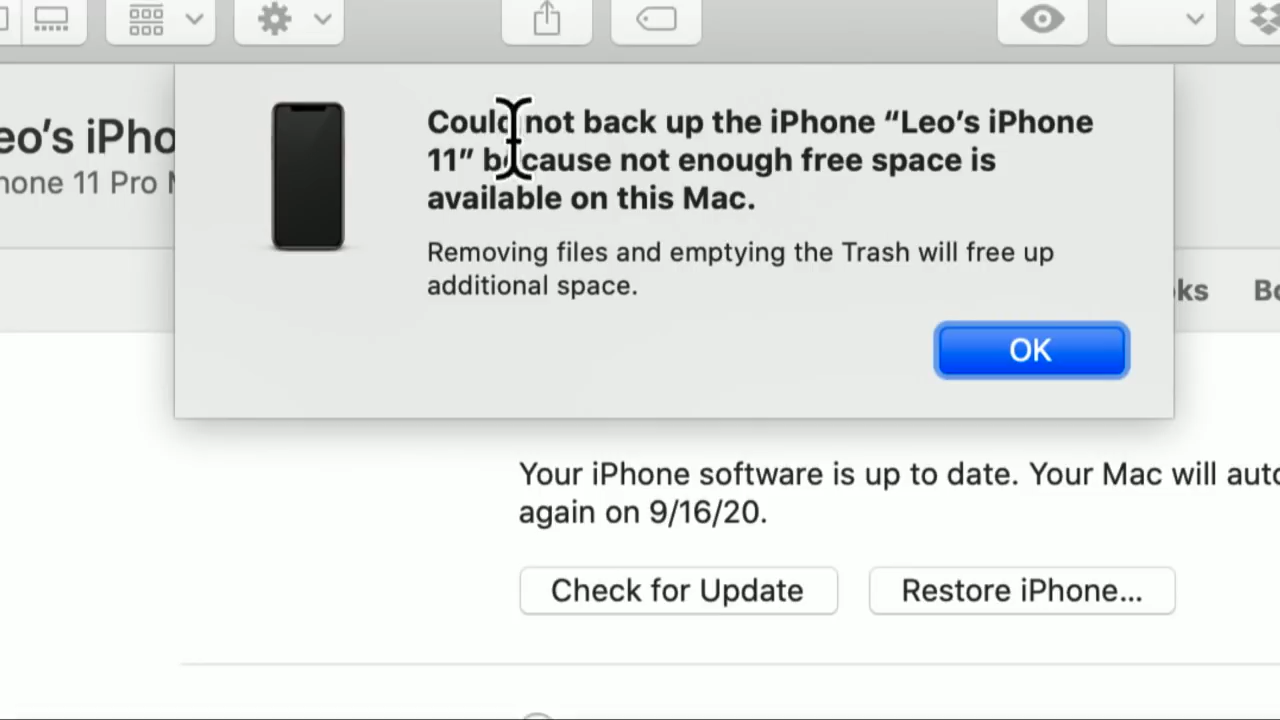 eo's iPho
hone 11 Pro
Could not back up the iPhone “Leo's iPhone
11” because not enough free space is
available on this Mac.
Removing files and emptying the Trash will free up
additional space.
OK
ks
Bo
Your iPhone software is up to date. Your Mac will auto
again on 9/16/20.
Check for Update
Restore iPhone...